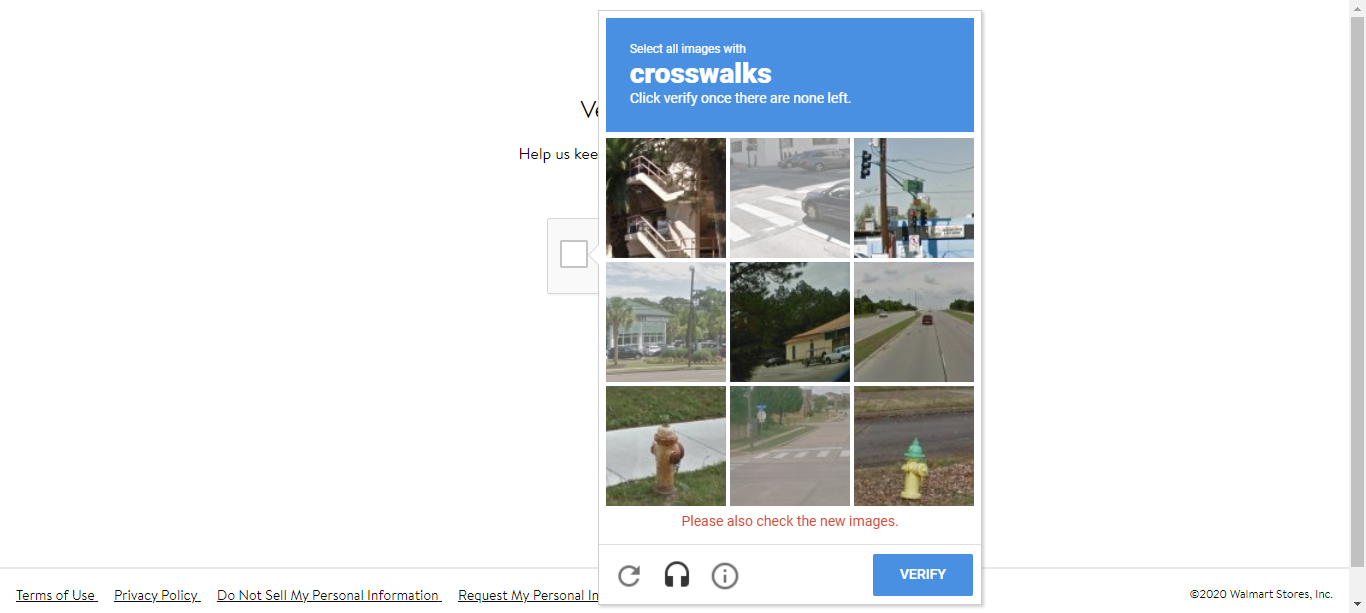 Select all images with
crosswalks
Click verify once there are none left.
Help us kee
Please also check the new images.
VERIFY
Terms of Use
Privacy Policy
Do Not Sell My Personal Information
Request My Personal In
©2020 Walmart Stores, Inc.